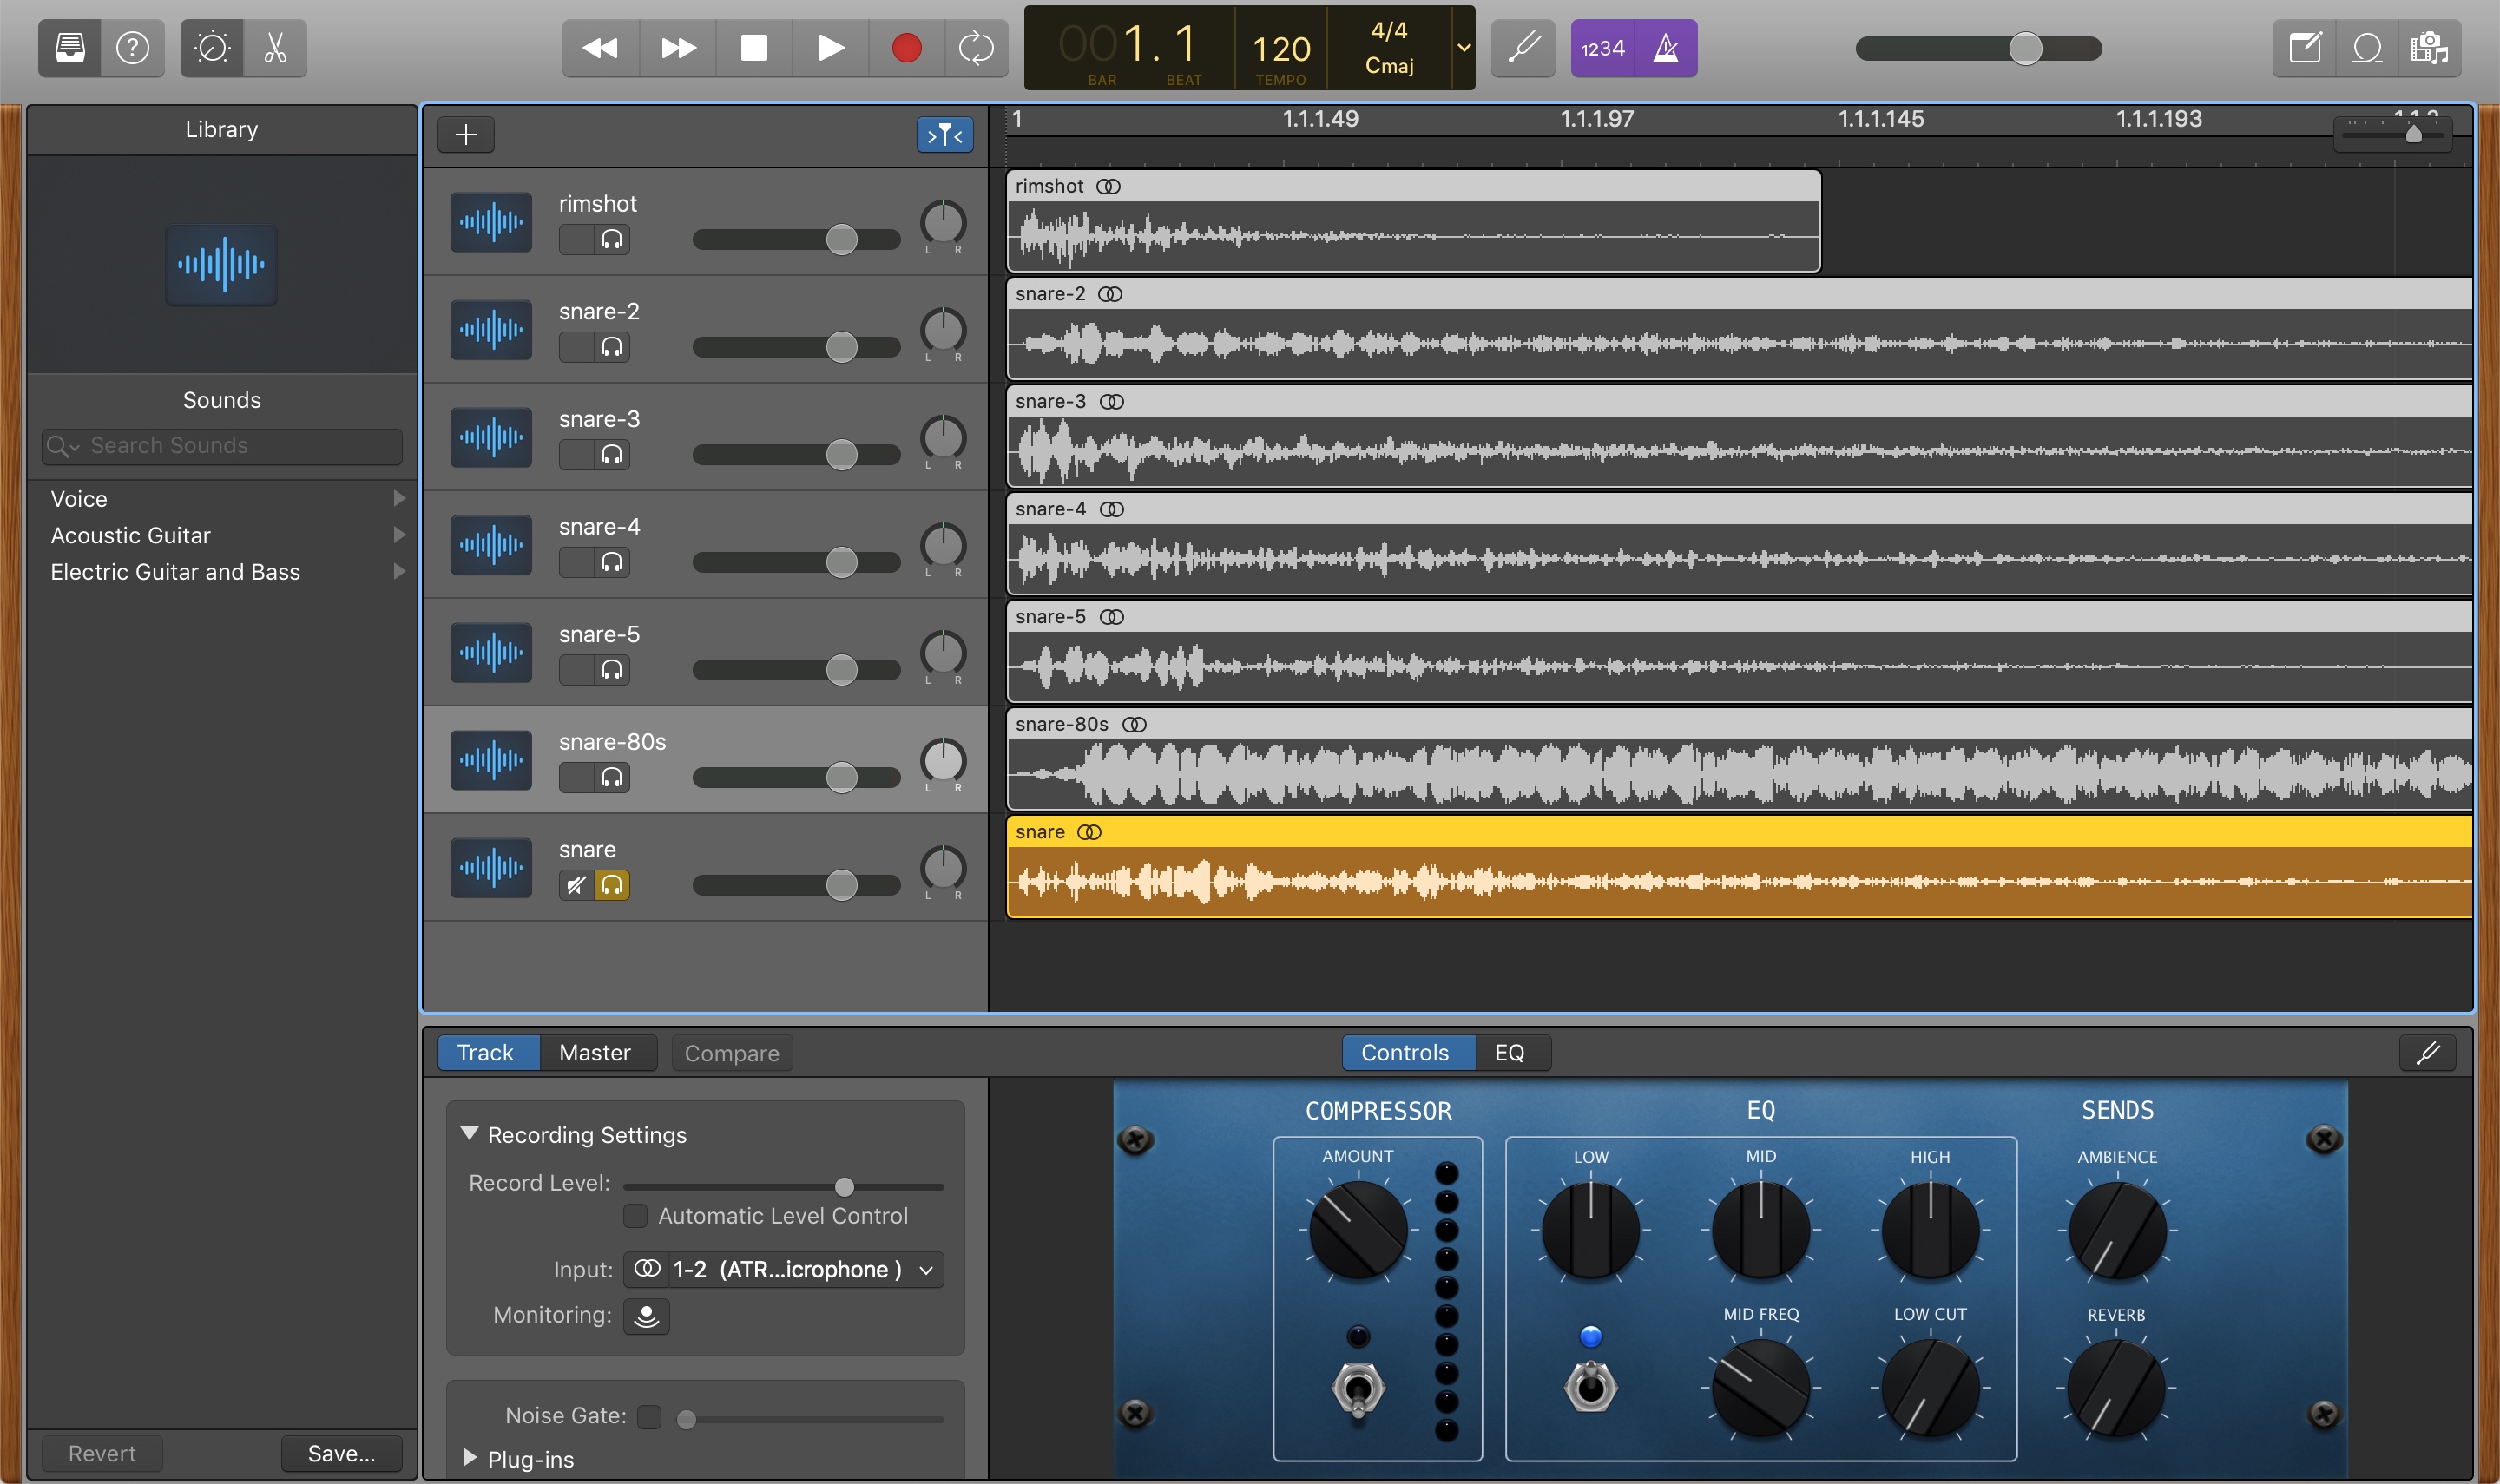 001. 1
120
4/4
Cmaj
BAR
BEAT
TEMPO
?
1234
Library
Sounds
Search Sounds
Voice
Acoustic Guitar
Electric Guitar and Bass
Revert
Save...
1
1.1.1.49
1.1.1.97
1.1.1.145
1.1.1.193
rimshot
L R
rimshot
snare-2
L R
snare-2
snare-3
L R
snare-3
snare-4
L R
snare-4
snare-5
L R
snare-5
snare-80s
L R
snare-80s
snare
L R
snare
Track
Master
Compare
Controls
EQ
Recording Settings
Record Level:
Automatic Level Control
Input:
1-2 (ATR...icrophone )
Monitoring:
Noise Gate:
Plug-ins
COMPRESSOR
AMOUNT
EQ
LOW
MID
HIGH
MID FREQ
LOW CUT
SENDS
AMBIENCE
REVERB